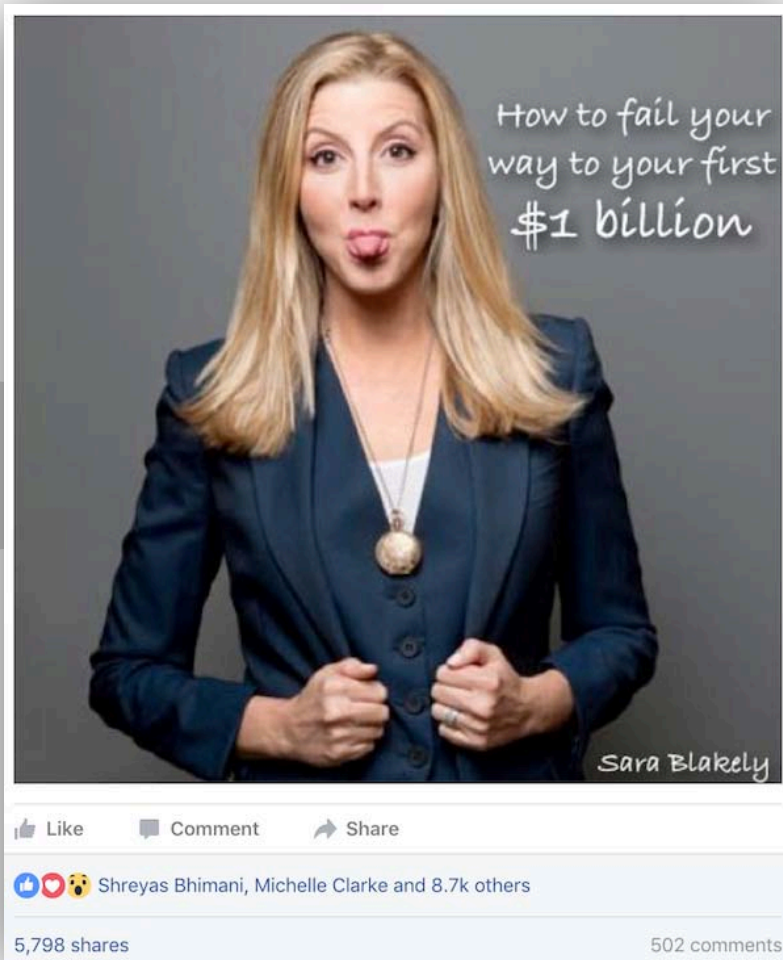 How to fail your
way to your first
$1 billion
Sara Blakely
Like Comment Share
Shreyas Bhimani, Michelle Clarke and 8.7k others
5,798 shares 502 comments